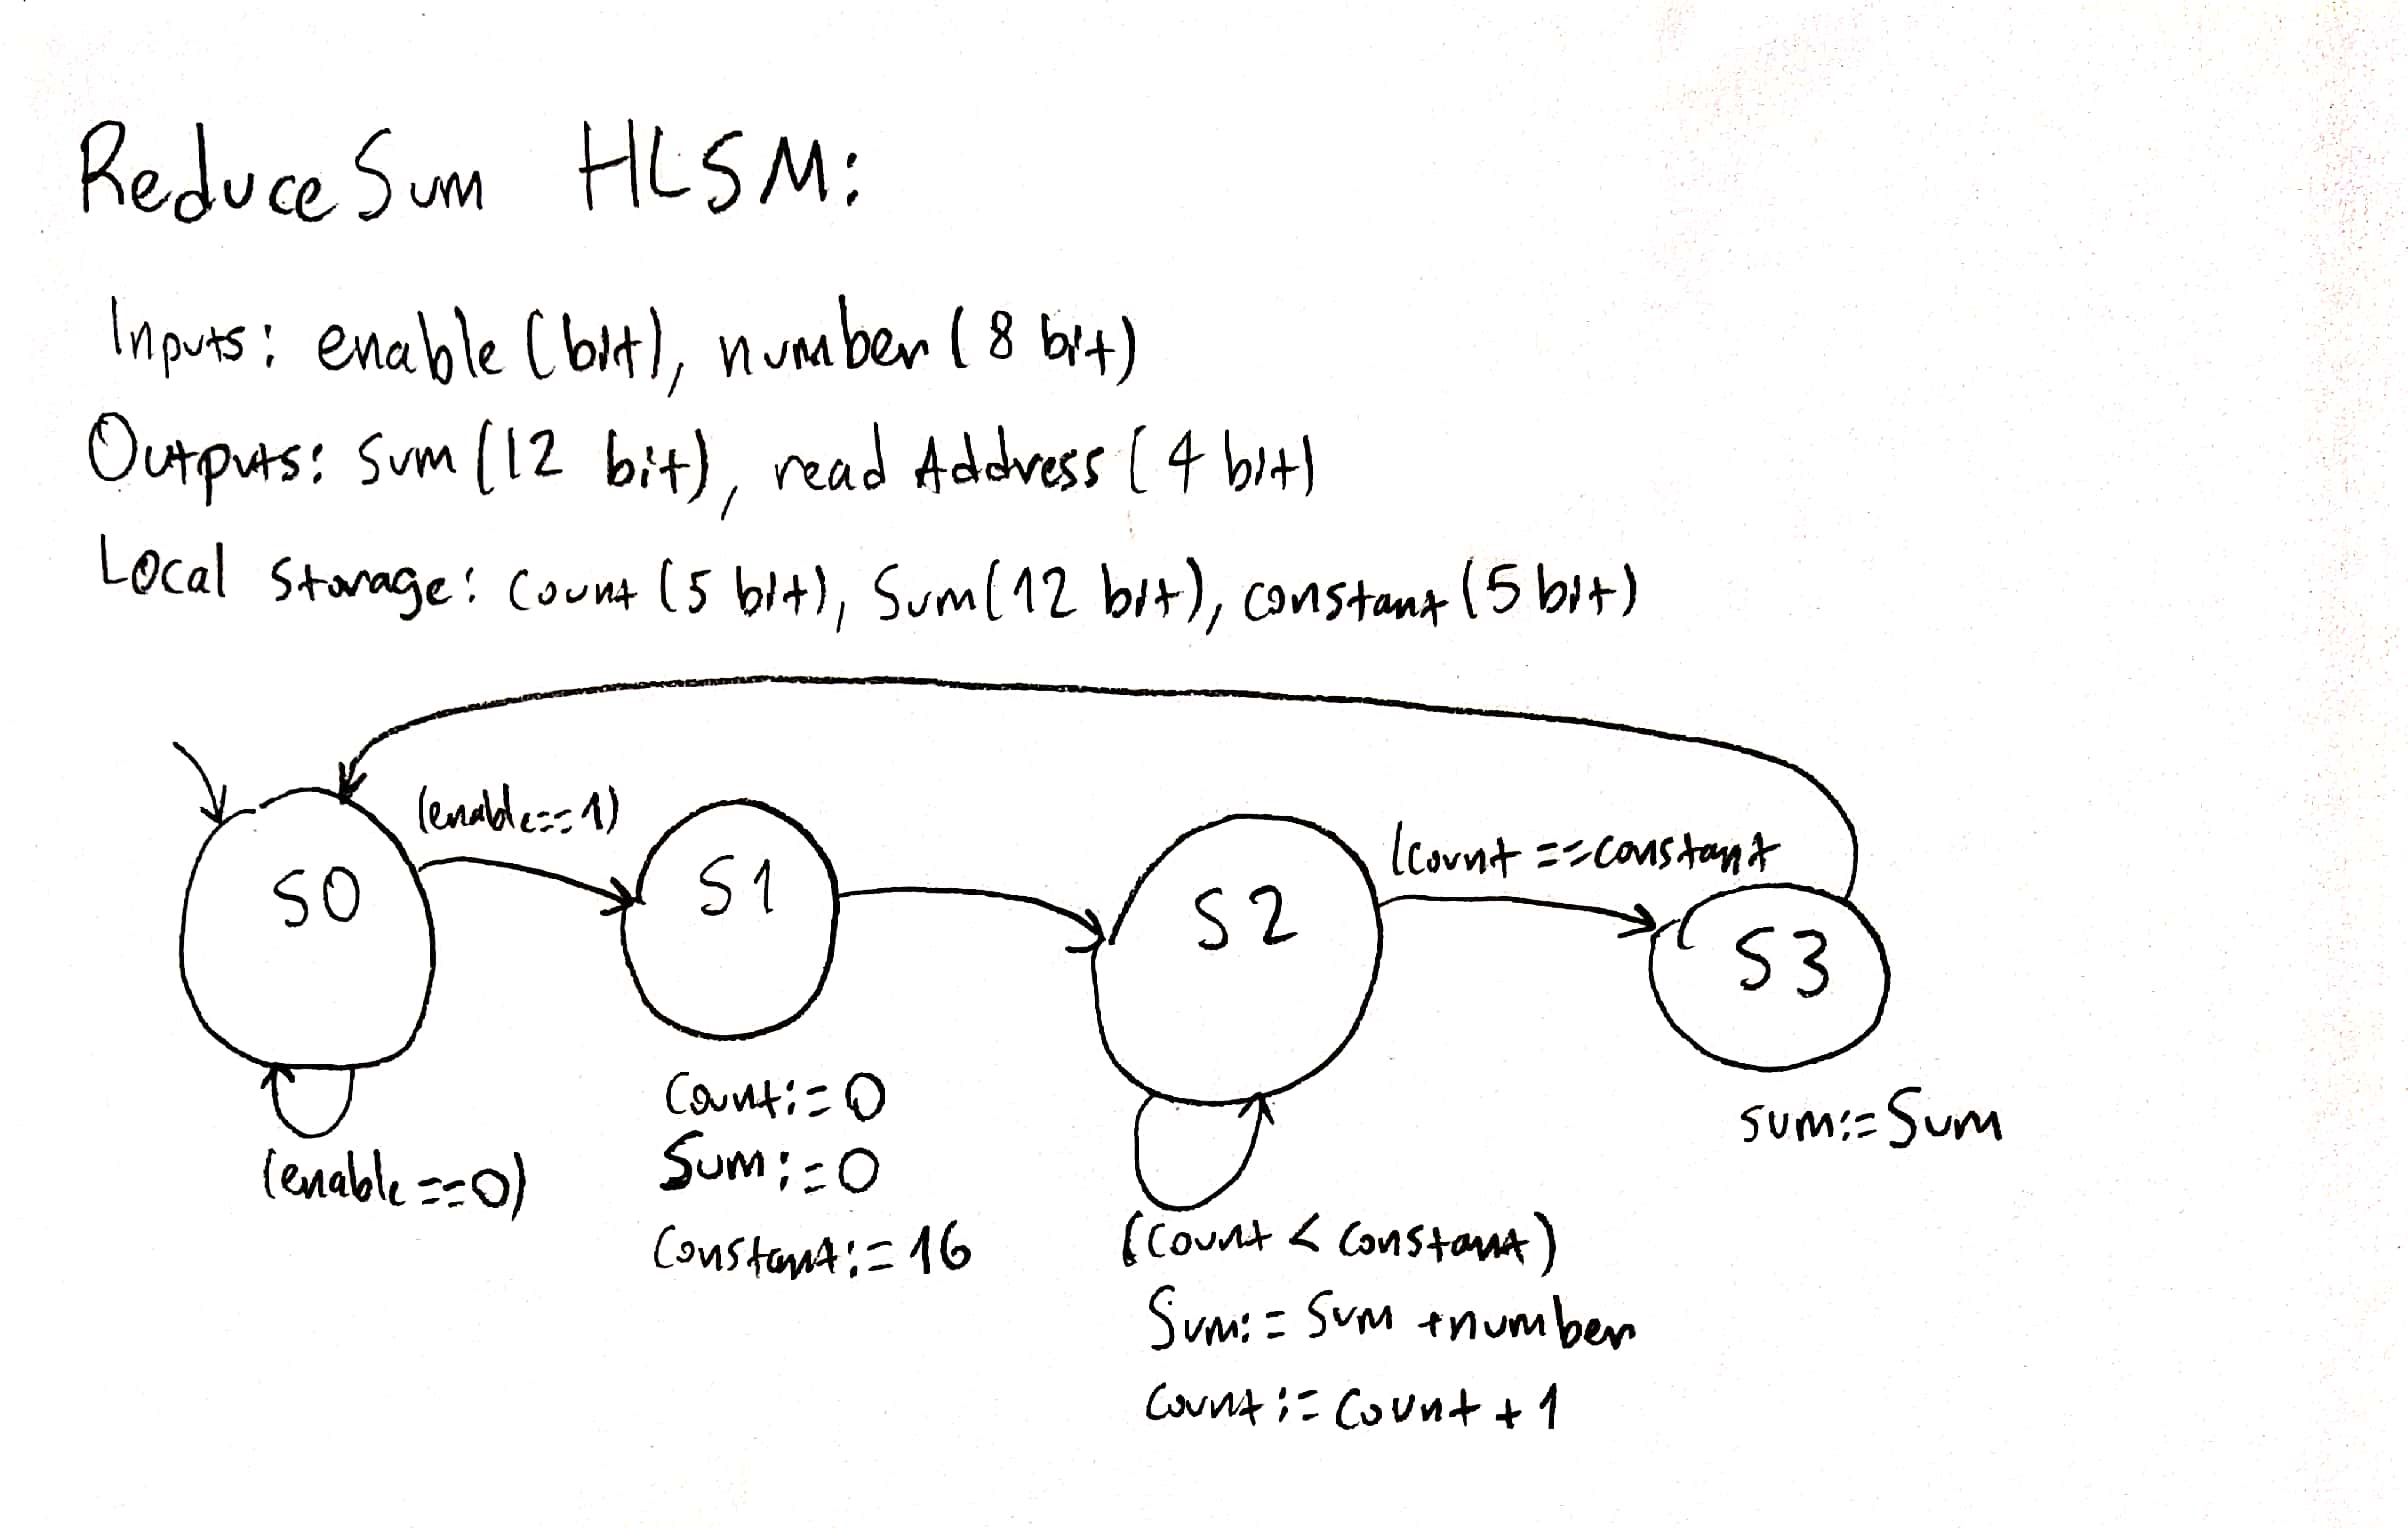 Reduce Sum HLSM:
Inputs: enable (bit), number (8 bit)
Outputs: sum (12 bit), read Address (4 bit)
Local Storage: Count (5 bit), Sum (12 bit), constant (5 bit)
(enable==1)
(count ==constant
S0
S1
S2
S3
(enable==0)
Count:=0
Sum:=0
Constant:=16
(Count < Constant)
Sum:= Sum +number
Count:= Count + 1
sum:= Sum